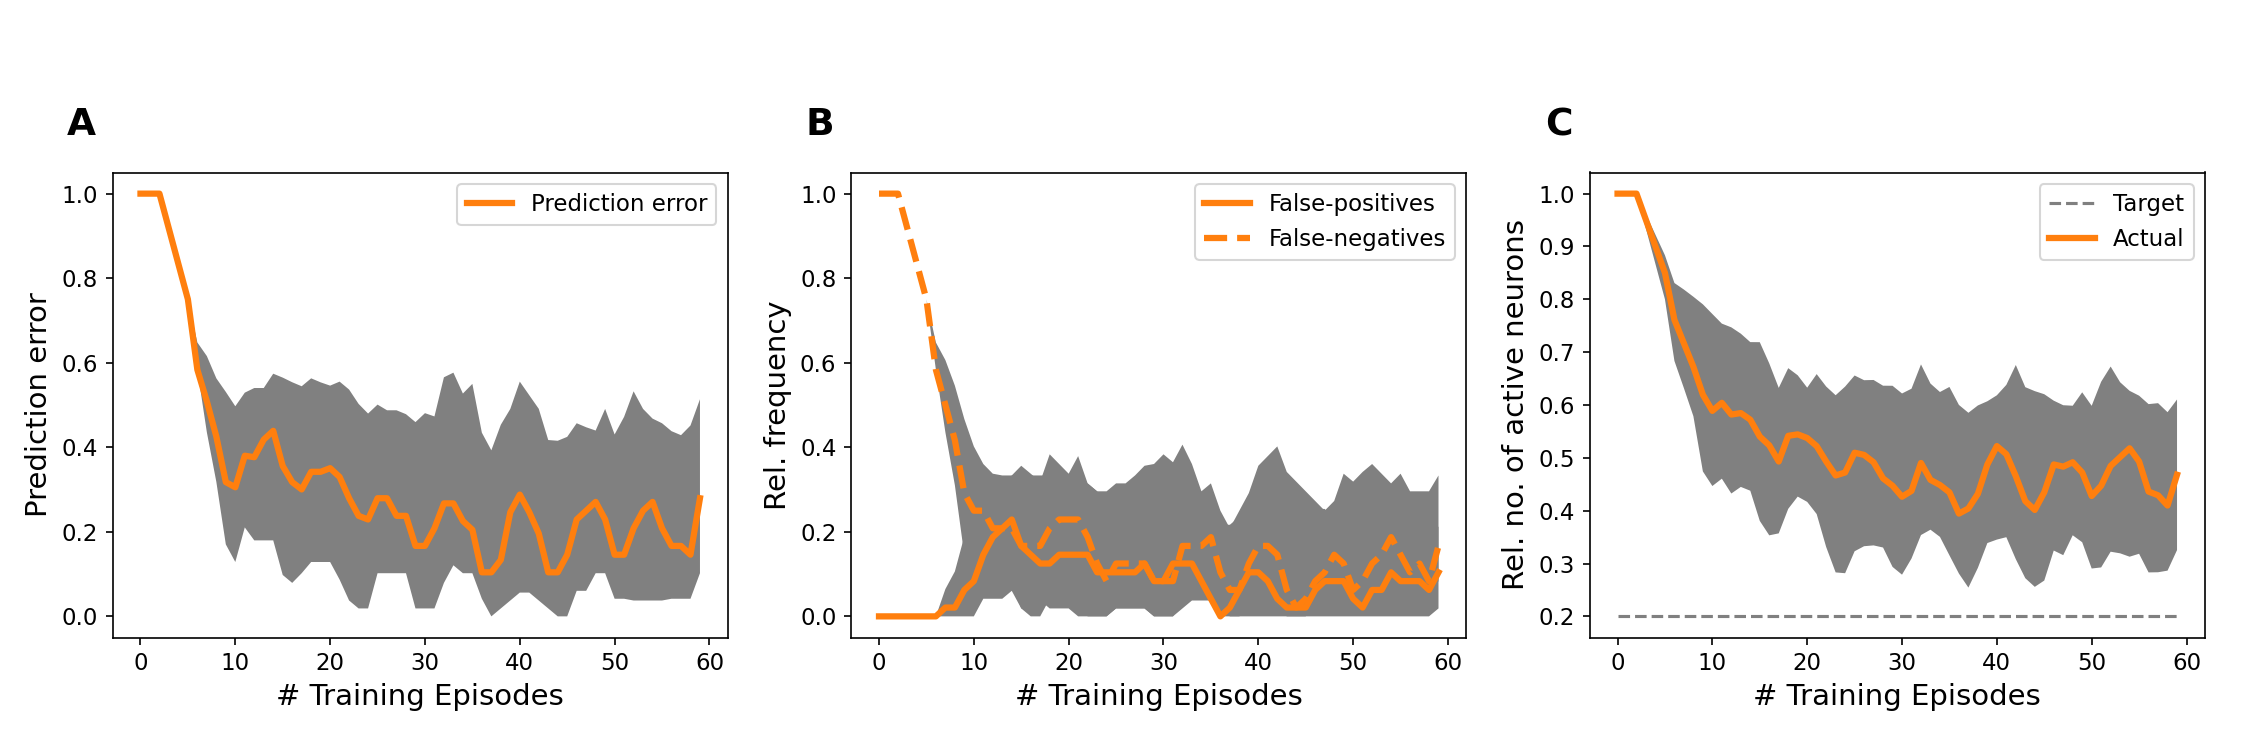 A
Prediction error
1.0
0.8
0.6
0.4
0.2
0.0
Prediction error
0 10 20 30 40 50 60
# Training Episodes
B
False-positives
False-negatives
1.0
0.8
0.6
0.4
0.2
0.0
Rel. frequency
0 10 20 30 40 50 60
# Training Episodes
C
Target
Actual
1.0
0.9
0.8
0.7
0.6
0.5
0.4
0.3
0.2
Rel. no. of active neurons
0 10 20 30 40 50 60
# Training Episodes